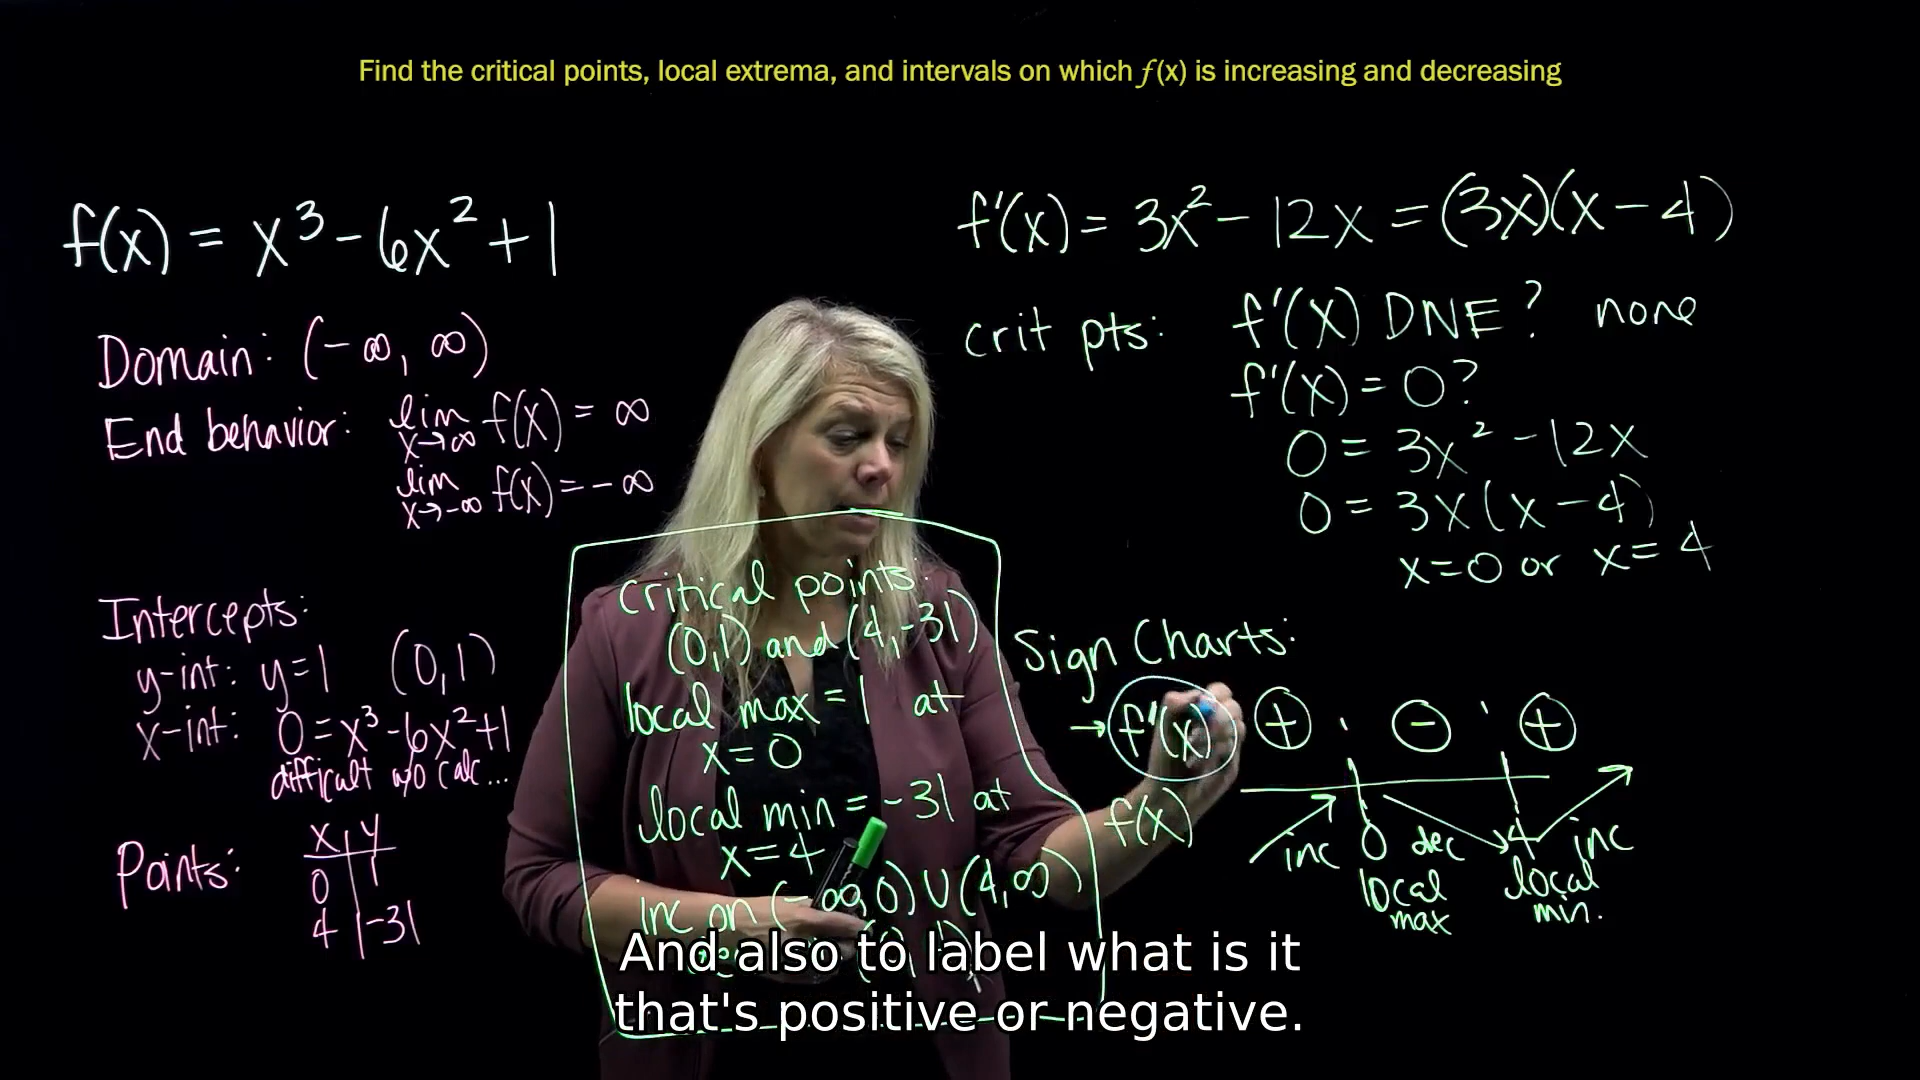 Find the critical points, local extrema, and intervals on which f(x) is increasing and decreasing
f(x) = x³ - 6x² + 1
Domain: (-∞, ∞)
End behavior: lim x→∞ f(x) = ∞
lim x→-∞ f(x) = -∞
Intercepts:
y-int: y=1 (0,1)
x-int: 0 = x³ - 6x² + 1
difficult w/o calc...
Points:
x | y
0 | 1
4 | -31
critical points:
(0,1) and (4,-31)
local max = 1 at
x = 0
local min = -31 at
x = 4
inc on (-∞,0) ∪ (4,∞)
f'(x) = 3x² - 12x = (3x)(x - 4)
crit pts: f'(x) DNE? none
f'(x) = 0?
0 = 3x² - 12x
0 = 3x(x - 4)
x=0 or x=4
Sign Charts:
→ f'(x) + - +
f(x) inc 0 dec 4 inc
local max
local min.
And also to label what is it
that's positive or negative.